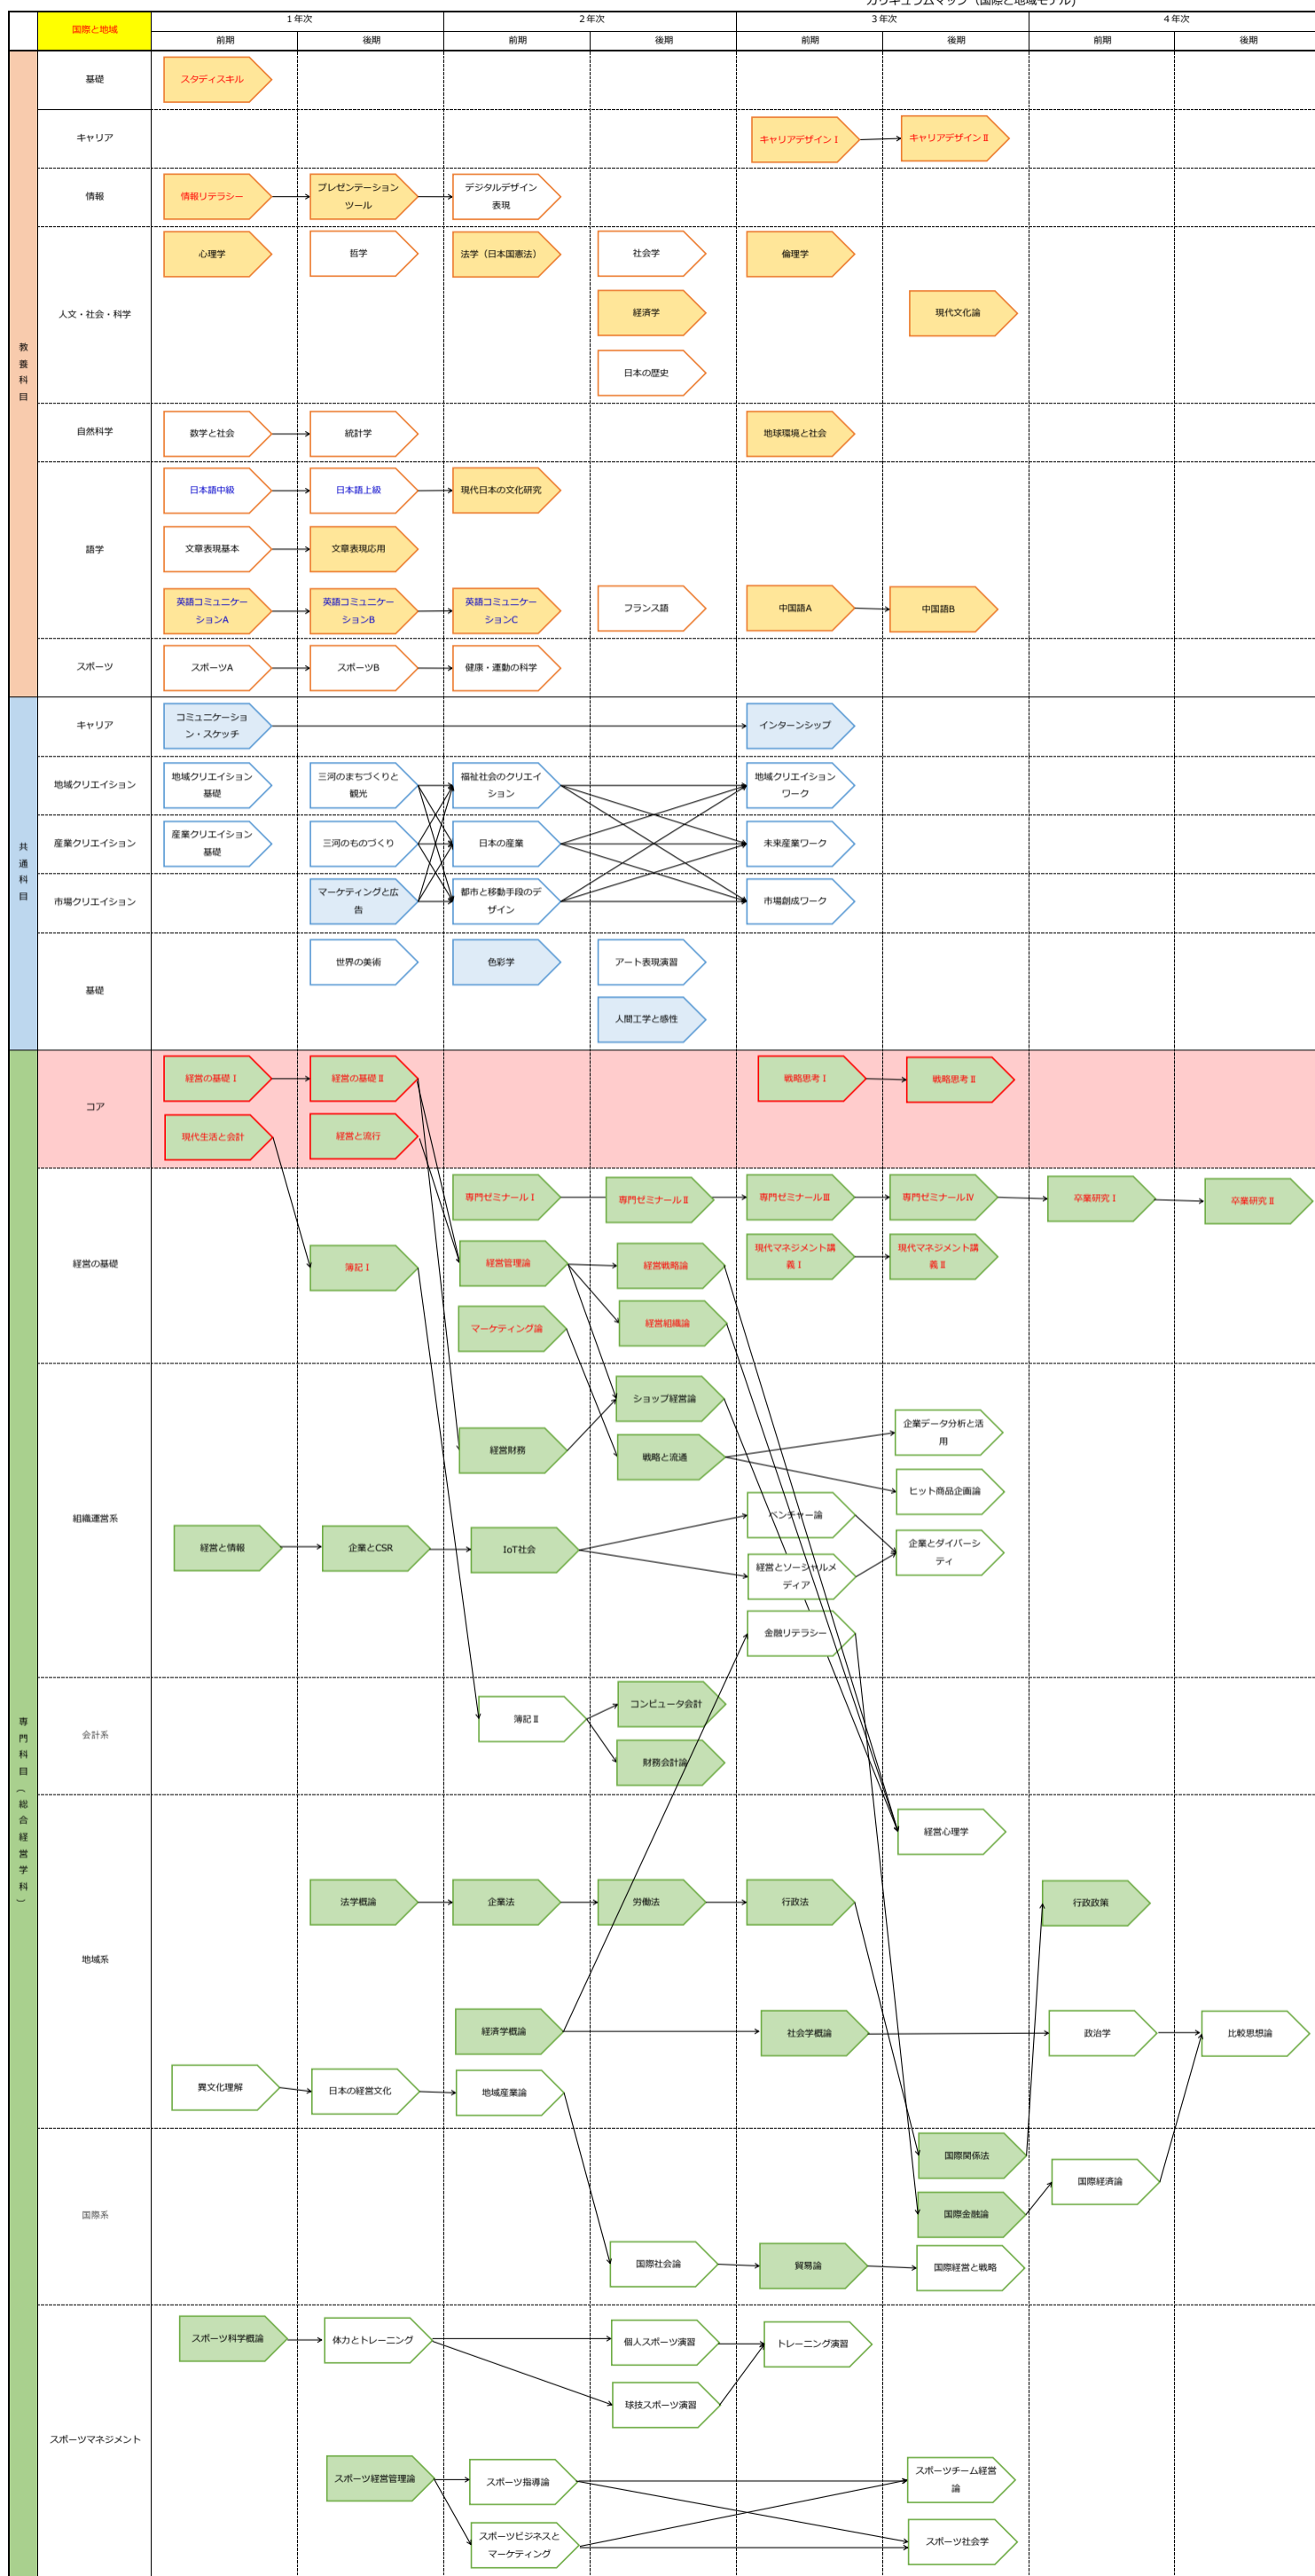 カリキュラムマップ（国際と地域モデル）
国際と地域
1年次
2年次
3年次
4年次
前期
後期
前期
後期
前期
後期
前期
後期
教養科目
基礎
スタディスキル
キャリア
キャリアデザインⅠ
キャリアデザインⅡ
情報
情報リテラシー
プレゼンテーション
ツール
デジタルデザイン
表現
人文・社会・科学
心理学
哲学
法学（日本国憲法）
社会学
倫理学
経済学
現代文化論
日本の歴史
自然科学
数学と社会
統計学
地球環境と社会
語学
日本語中級
日本語上級
現代日本の文化研究
文章表現基本
文章表現応用
英語コミュニケー
ションA
英語コミュニケー
ションB
英語コミュニケー
ションC
フランス語
中国語A
中国語B
スポーツ
スポーツA
スポーツB
健康・運動の科学
共通科目
キャリア
コミュニケーショ
ン・スケッチ
インターンシップ
地域クリエイション
地域クリエイション
基礎
三河のまちづくりと
観光
福祉社会のクリエイ
ション
地域クリエイション
ワーク
産業クリエイション
産業クリエイション
基礎
三河のものづくり
日本の産業
未来産業ワーク
市場クリエイション
マーケティングと広
告
都市と移動手段のデ
ザイン
市場創成ワーク
基礎
世界の美術
色彩学
アート表現演習
人間工学と感性
専門科目（総合経営学科）
コア
経営の基礎Ⅰ
経営の基礎Ⅱ
戦略思考Ⅰ
戦略思考Ⅱ
現代生活と会計
経営と流行
経営の基礎
専門ゼミナールⅠ
専門ゼミナールⅡ
専門ゼミナールⅢ
専門ゼミナールⅣ
卒業研究Ⅰ
卒業研究Ⅱ
簿記Ⅰ
経営管理論
経営戦略論
現代マネジメント講
義Ⅰ
現代マネジメント講
義Ⅱ
マーケティング論
経営組織論
組織運営系
ショップ経営論
経営財務
戦略と流通
企業データ分析と活
用
ヒット商品企画論
経営と情報
企業とCSR
IoT社会
ベンチャー論
企業とダイバーシ
ティ
経営とソーシャルメ
ディア
金融リテラシー
会計系
簿記Ⅱ
コンピュータ会計
財務会計論
地域系
経営心理学
法学概論
企業法
労働法
行政法
行政政策
経済学概論
社会学概論
政治学
比較思想論
異文化理解
日本の経営文化
地域産業論
国際系
国際関係法
国際経済論
国際金融論
国際社会論
貿易論
国際経営と戦略
スポーツマネジメント
スポーツ科学概論
体力とトレーニング
個人スポーツ演習
トレーニング演習
球技スポーツ演習
スポーツ経営管理論
スポーツ指導論
スポーツチーム経営
論
スポーツビジネスと
マーケティング
スポーツ社会学